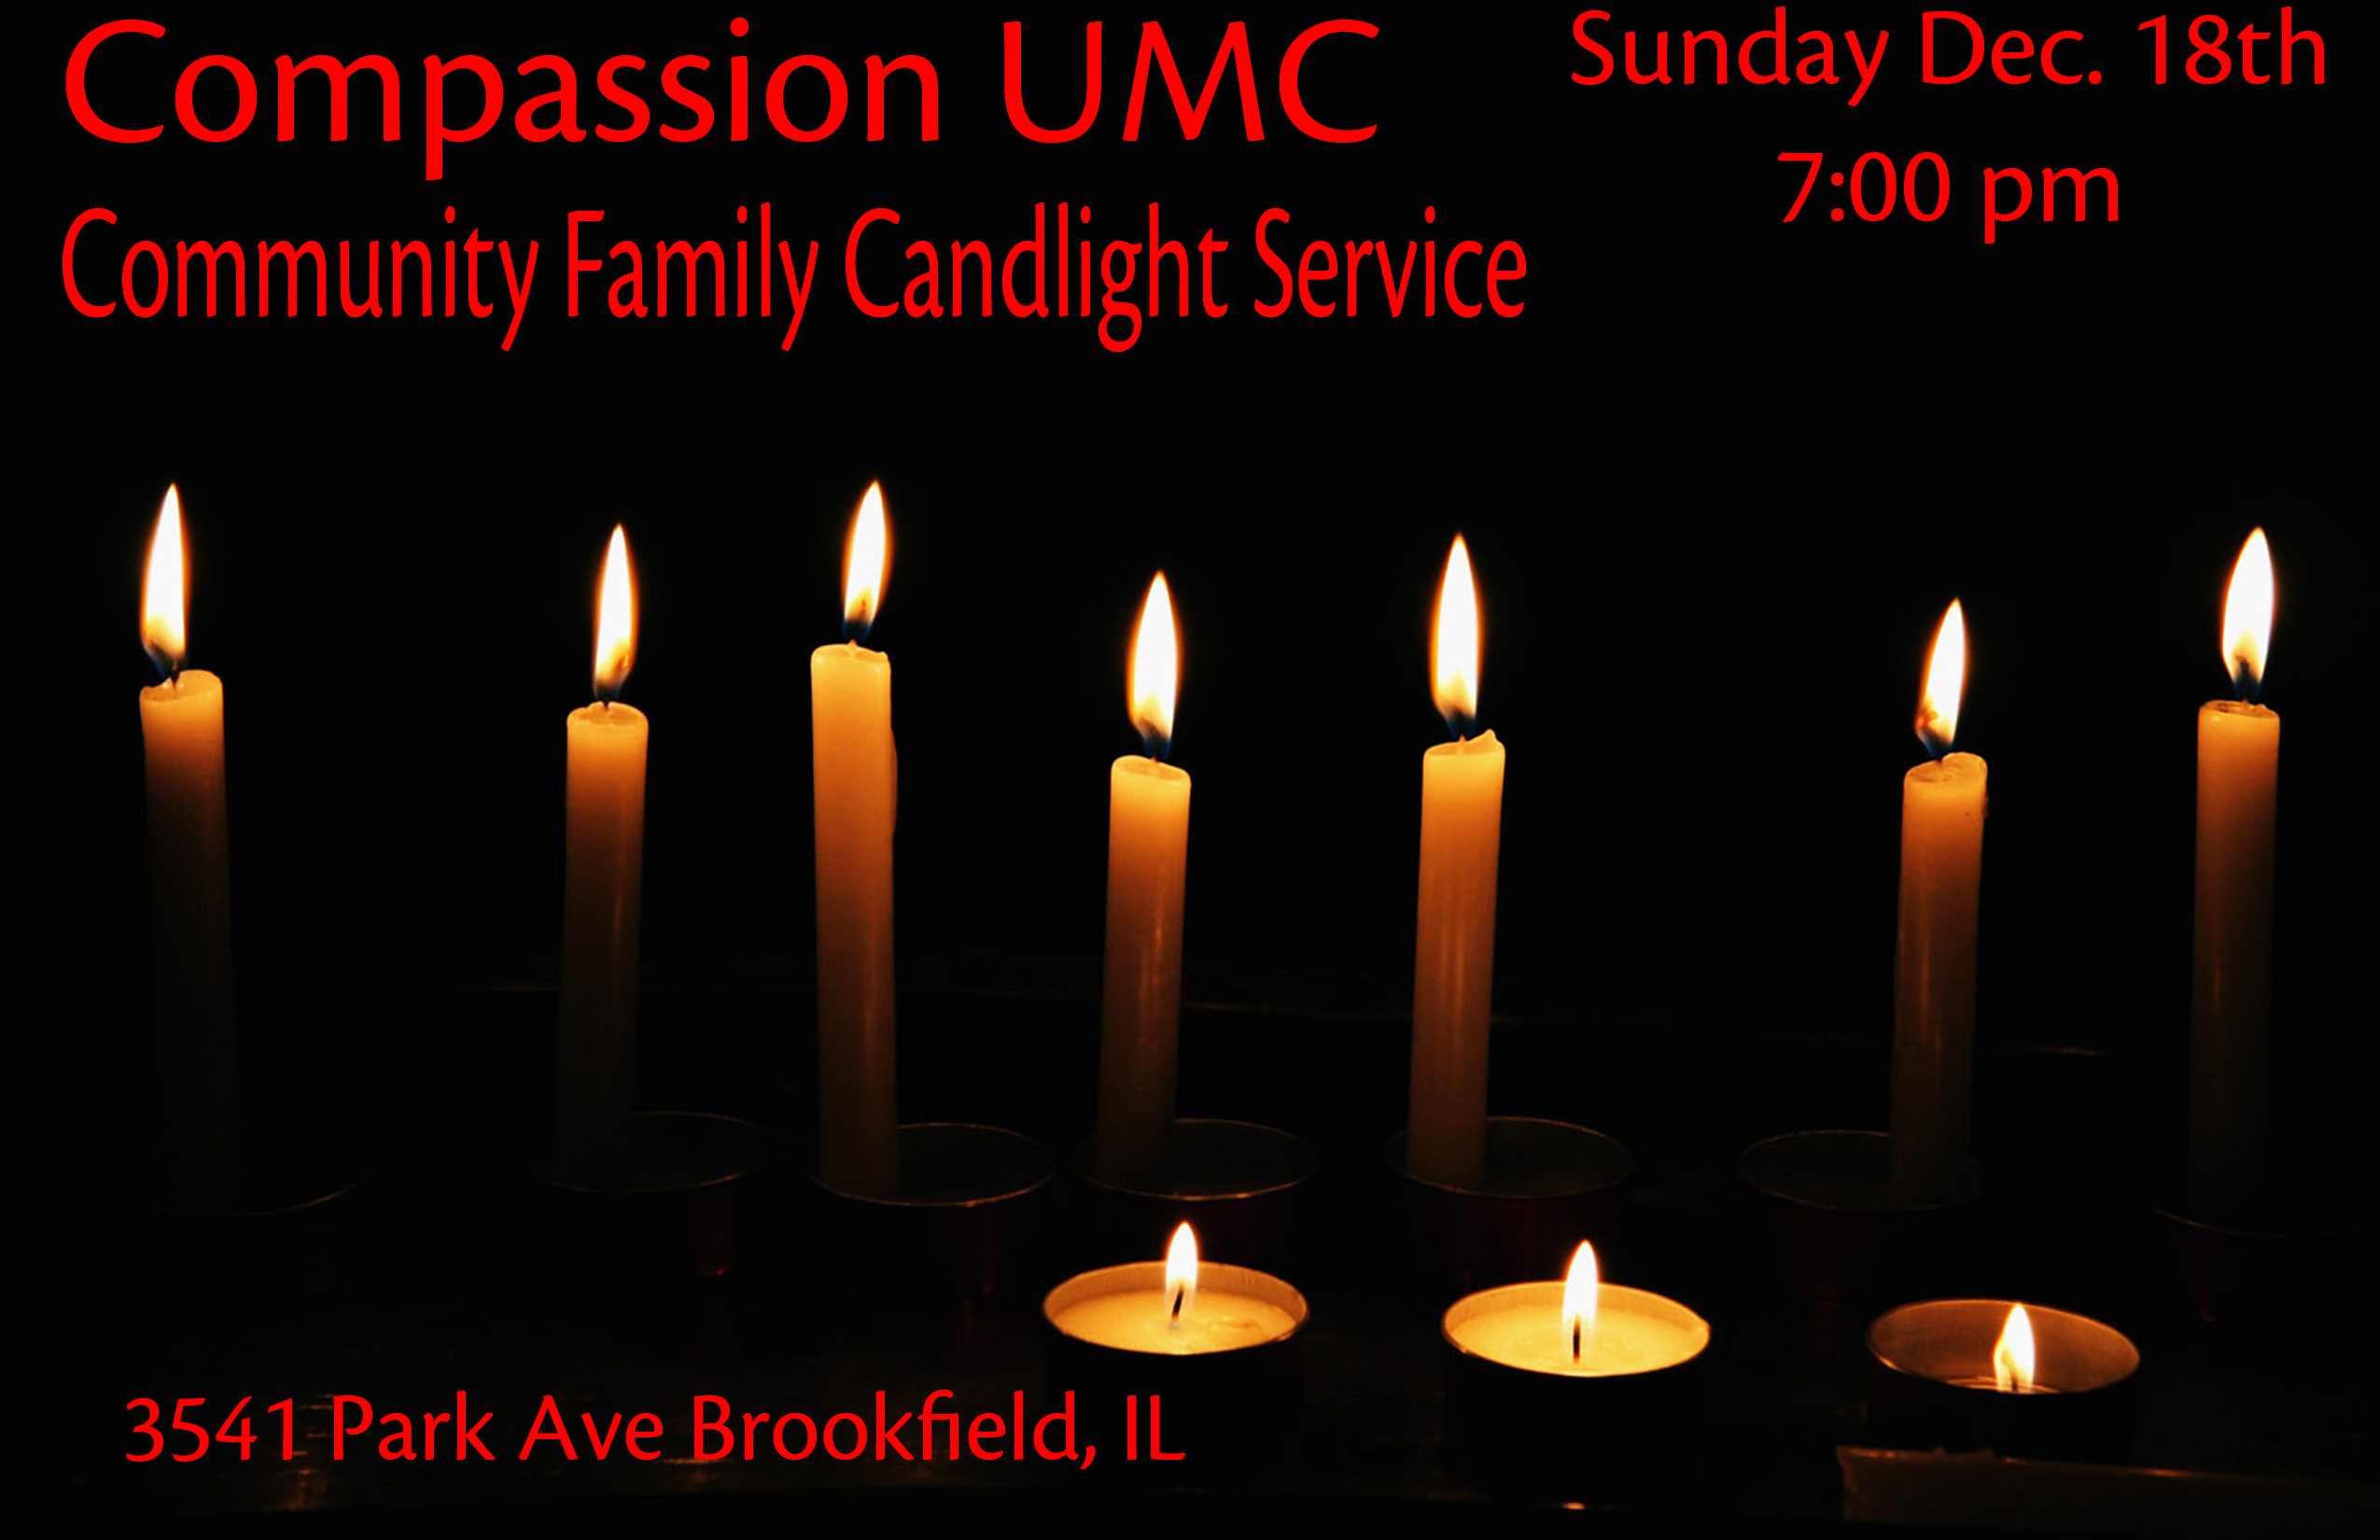 Compassion UMC
Community Family Candlight Service
Sunday Dec. 18th
7:00 pm
3541 Park Ave Brookfield, IL